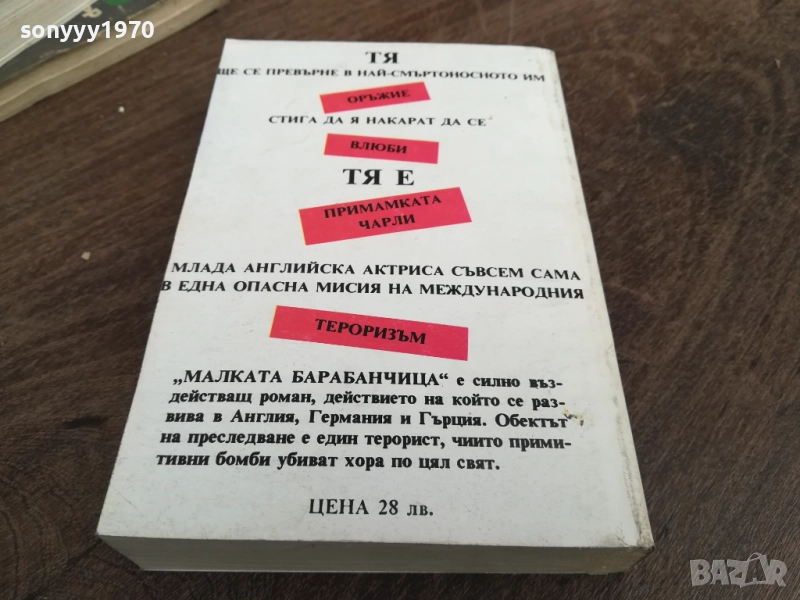 sonyyy1970
ТЯ
ЩЕ СЕ ПРЕВЪРНЕ В НАЙ-СМЪРТОНОСНОТО ИМ
ОРЪЖИЕ
СТИГА ДА Я НАКАРАТ ДА СЕ
ВЛЮБИ
ТЯ Е
ПРИМАМКАТА
ЧАРЛИ
МЛАДА АНГЛИЙСКА АКТРИСА СЪВСЕМ САМА
В ЕДНА ОПАСНА МИСИЯ НА МЕЖДУНАРОДНИЯ
ТЕРОРИЗЪМ
„МАЛКАТА БАРАБАНЧИЦА“ е силно въз-
действащ роман, действието на който се раз-
вива в Англия, Германия и Гърция. Обектът
на преследване е един терорист, чиито прими-
тивни бомби убиват хора по цял свят.
ЦЕНА 28 лв.
BAZAR